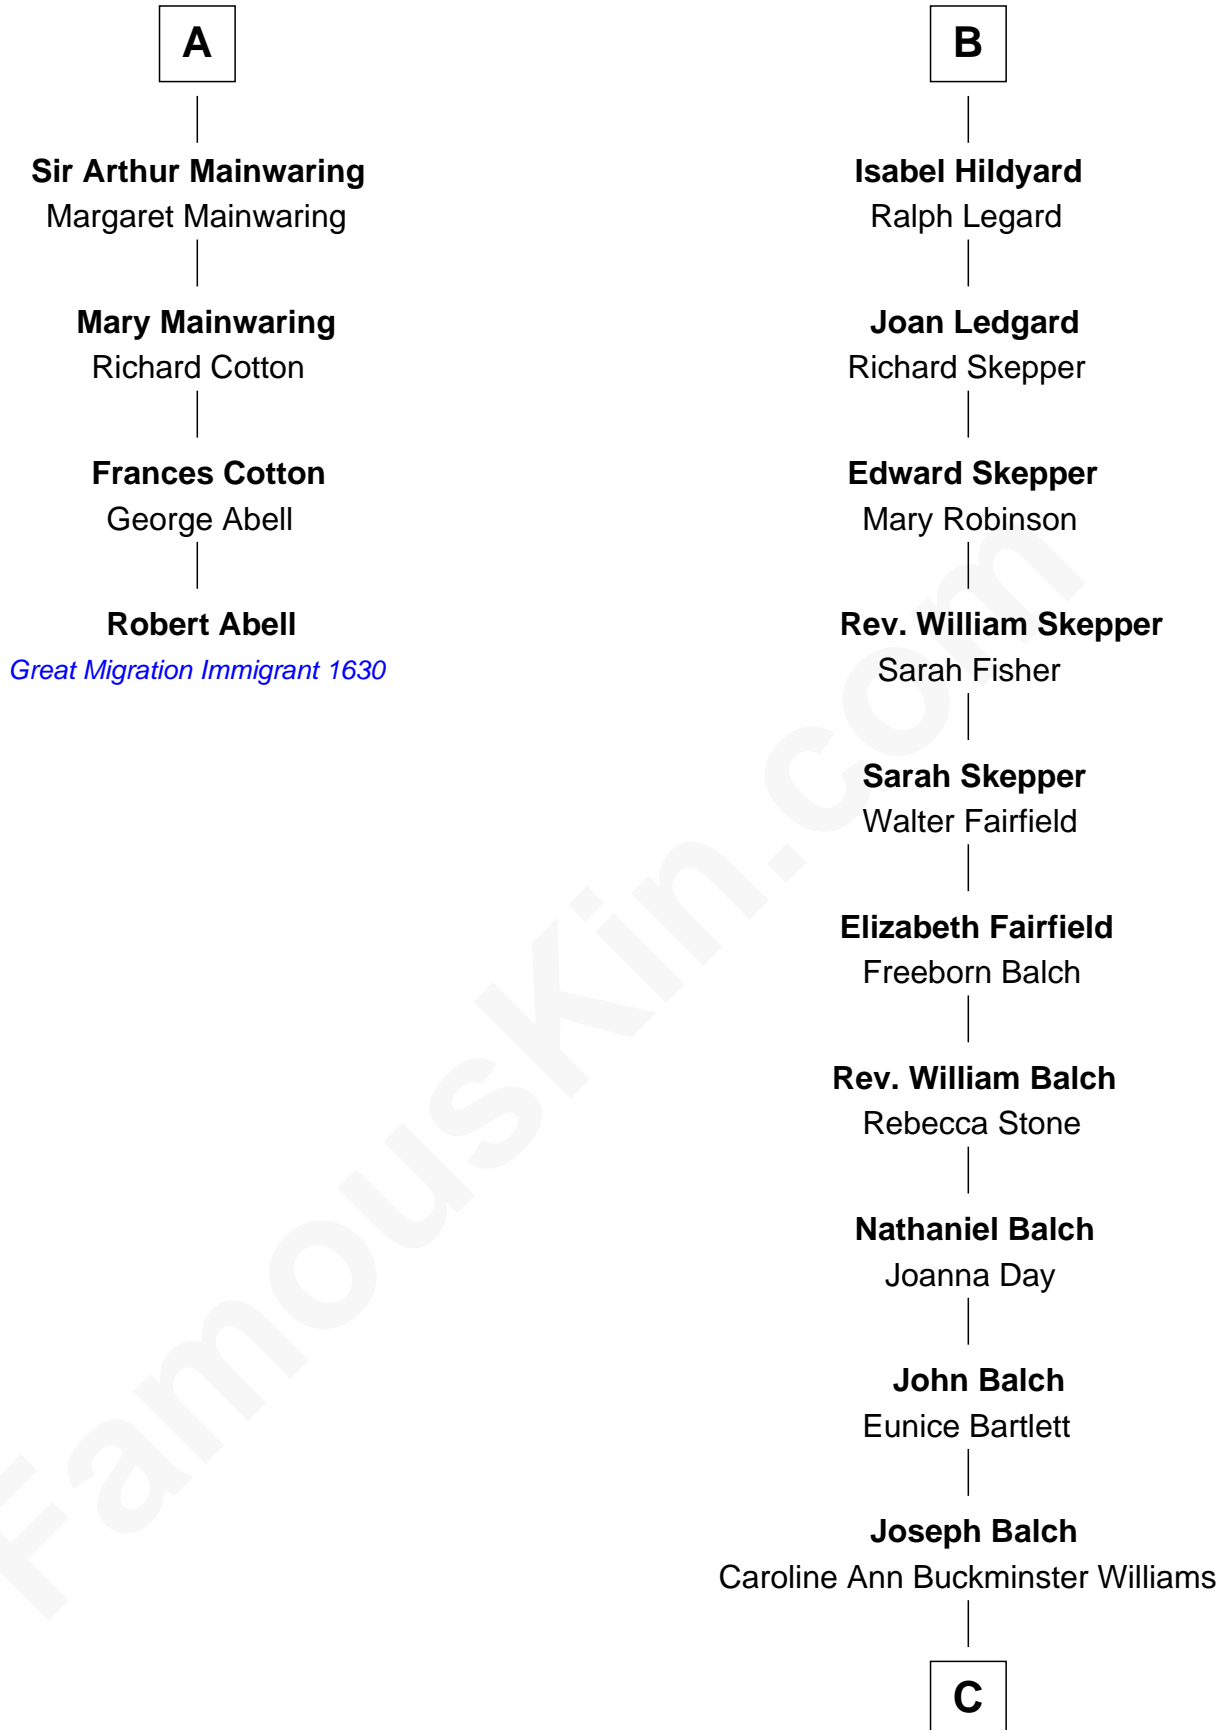 A
Sir Arthur Mainwaring
Margaret Mainwaring
Mary Mainwaring
Richard Cotton
Frances Cotton
George Abell
Robert Abell
Great Migration Immigrant 1630
B
Isabel Hildyard
Ralph Legard
Joan Ledgard
Richard Skepper
Edward Skepper
Mary Robinson
Rev. William Skepper
Sarah Fisher
Sarah Skepper
Walter Fairfield
Elizabeth Fairfield
Freeborn Balch
Rev. William Balch
Rebecca Stone
Nathaniel Balch
Joanna Day
John Balch
Eunice Bartlett
Joseph Balch
Caroline Ann Buckminster Williams
C
FamousKin.com